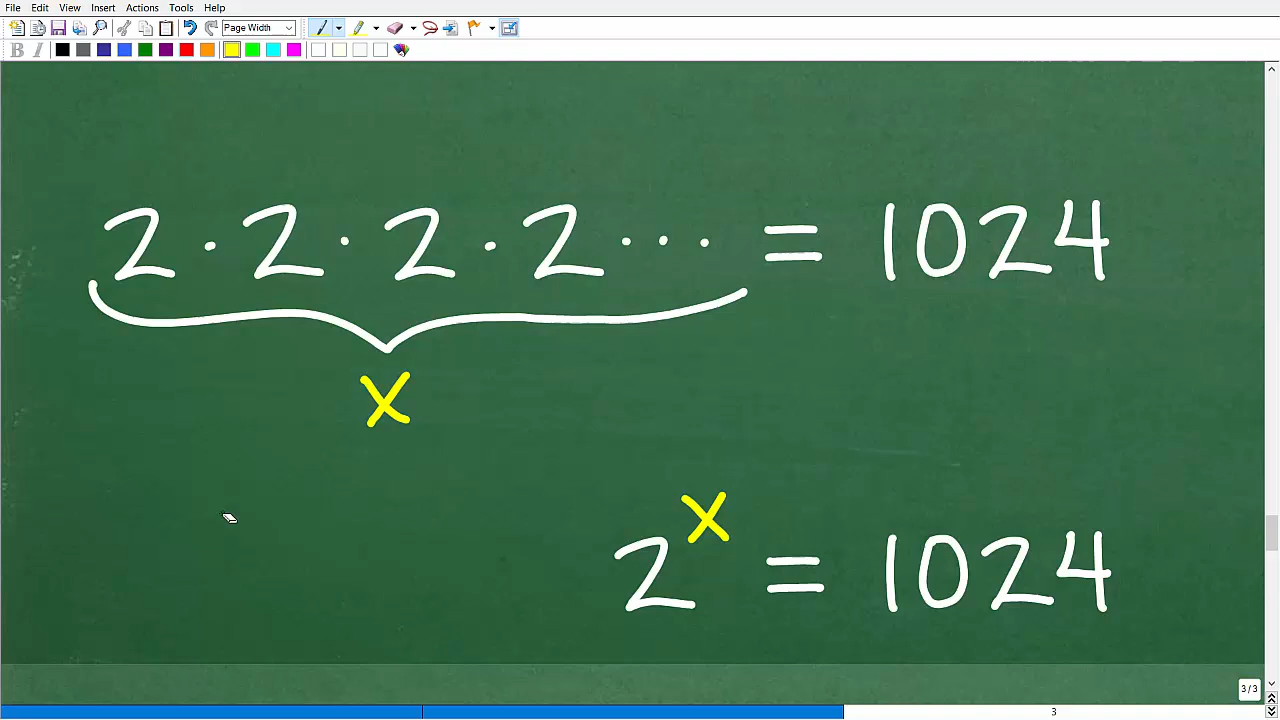 File Edit View Insert Actions Tools Help
Page Width
B I
2 · 2 · 2 · 2 ··· = 1024
x
2^x = 1024
3/3
3